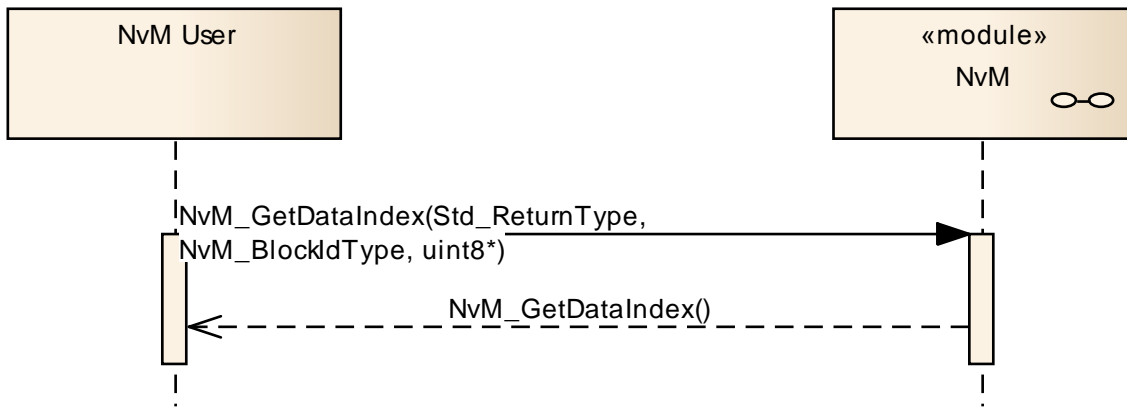 NvM User
«module»
NvM
NvM_GetDataIndex(Std_ReturnType,
NvM_BlockIdType, uint8*)
NvM_GetDataIndex()